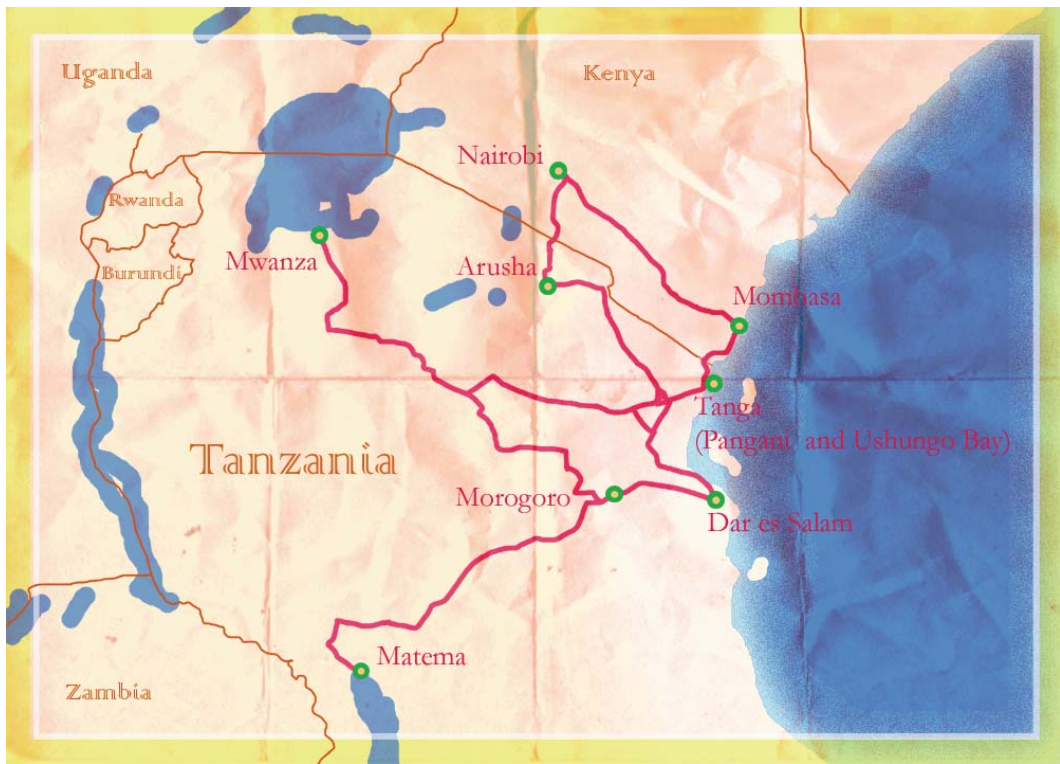 Uganda
Kenya
Nairobi
Rwanda
Mwanza
Arusha
Burundi
Mombasa
Tanga
(Pangani and Ushungo Bay)
Tanzania
Morogoro
Dar es Salam
Matema
Zambia